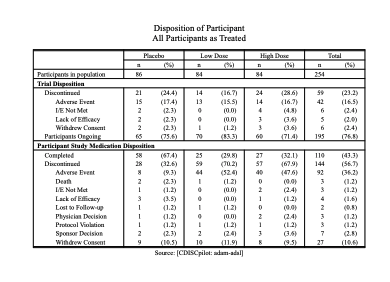 Disposition of Participant
All Participants as Treated
Placebo Low Dose High Dose Total
n (%) n (%) n (%) n (%)
Participants in population 86 84 84 254
Trial Disposition
Discontinued 21 (24.4) 14 (16.7) 24 (28.6) 59 (23.2)
Adverse Event 15 (17.4) 13 (15.5) 14 (16.7) 42 (16.5)
I/E Not Met 2 (2.3) 0 (0.0) 4 (4.8) 6 (2.4)
Lack of Efficacy 2 (2.3) 0 (0.0) 3 (3.6) 5 (2.0)
Withdrew Consent 2 (2.3) 1 (1.2) 3 (3.6) 6 (2.4)
Participants Ongoing 65 (75.6) 70 (83.3) 60 (71.4) 195 (76.8)
Participant Study Medication Disposition
Completed 58 (67.4) 25 (29.8) 27 (32.1) 110 (43.3)
Discontinued 28 (32.6) 59 (70.2) 57 (67.9) 144 (56.7)
Adverse Event 8 (9.3) 44 (52.4) 40 (47.6) 92 (36.2)
Death 2 (2.3) 1 (1.2) 0 (0.0) 3 (1.2)
I/E Not Met 1 (1.2) 0 (0.0) 2 (2.4) 3 (1.2)
Lack of Efficacy 3 (3.5) 0 (0.0) 1 (1.2) 4 (1.6)
Lost to Follow-up 1 (1.2) 1 (1.2) 0 (0.0) 2 (0.8)
Physician Decision 1 (1.2) 0 (0.0) 2 (2.4) 3 (1.2)
Protocol Violation 1 (1.2) 1 (1.2) 1 (1.2) 3 (1.2)
Sponsor Decision 2 (2.3) 2 (2.4) 3 (3.6) 7 (2.8)
Withdrew Consent 9 (10.5) 10 (11.9) 8 (9.5) 27 (10.6)
Source: [CDISCpilot: adam-adsl]